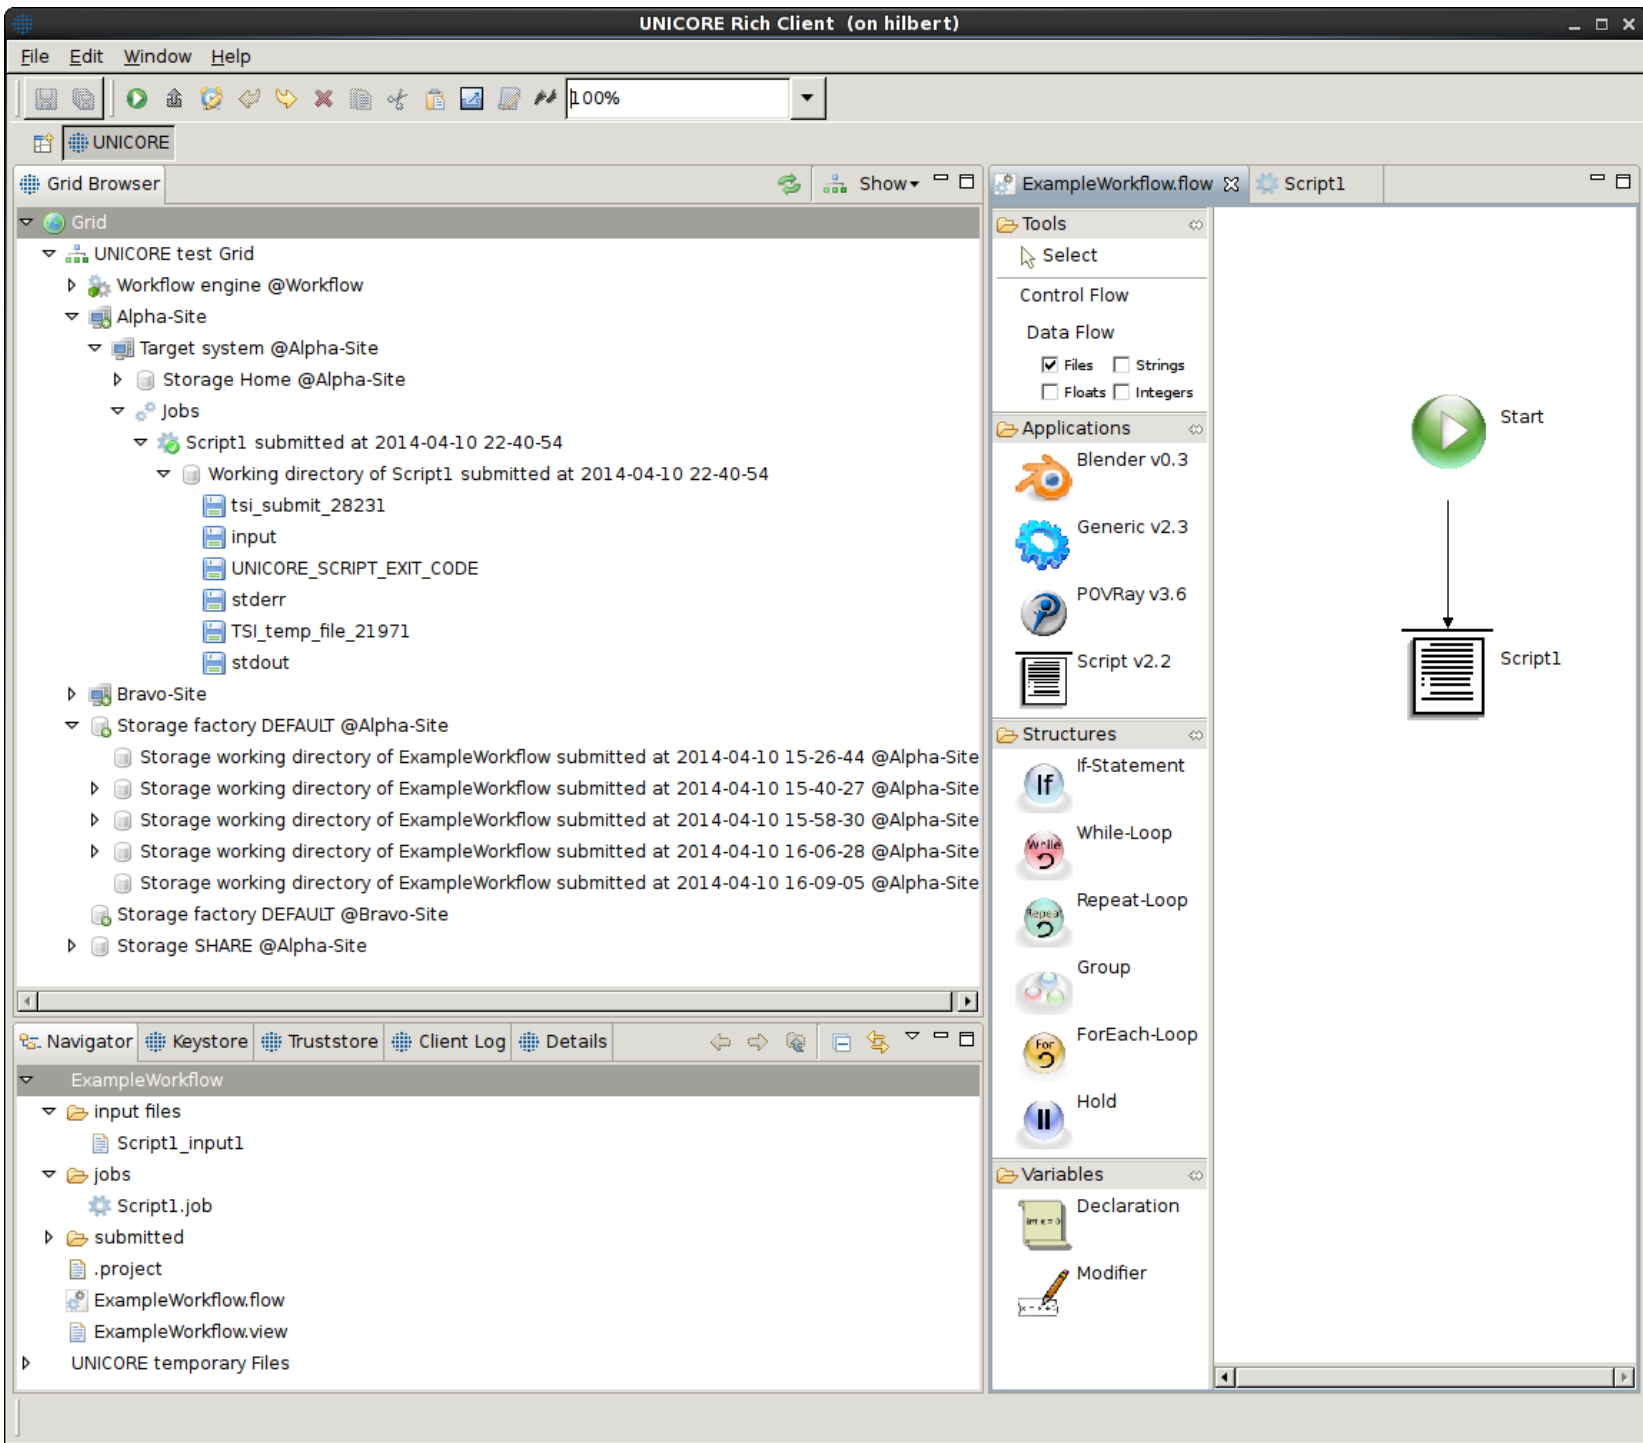 UNICORE Rich Client (on hilbert)
File Edit Window Help
100%
UNICORE
Grid Browser Show
Grid
UNICORE test Grid
Workflow engine @Workflow
Alpha-Site
Target system @Alpha-Site
Storage Home @Alpha-Site
Jobs
Script1 submitted at 2014-04-10 22-40-54
Working directory of Script1 submitted at 2014-04-10 22-40-54
tsi_submit_28231
input
UNICORE_SCRIPT_EXIT_CODE
stderr
TSI_temp_file_21971
stdout
Bravo-Site
Storage factory DEFAULT @Alpha-Site
Storage working directory of ExampleWorkflow submitted at 2014-04-10 15-26-44 @Alpha-Site
Storage working directory of ExampleWorkflow submitted at 2014-04-10 15-40-27 @Alpha-Site
Storage working directory of ExampleWorkflow submitted at 2014-04-10 15-58-30 @Alpha-Site
Storage working directory of ExampleWorkflow submitted at 2014-04-10 16-06-28 @Alpha-Site
Storage working directory of ExampleWorkflow submitted at 2014-04-10 16-09-05 @Alpha-Site
Storage factory DEFAULT @Bravo-Site
Storage SHARE @Alpha-Site
Navigator Keystore Truststore Client Log Details
ExampleWorkflow
input files
Script1_input1
jobs
Script1.job
submitted
.project
ExampleWorkflow.flow
ExampleWorkflow.view
UNICORE temporary Files
ExampleWorkflow.flow Script1
Tools
Select
Control Flow
Data Flow
Files Strings
Floats Integers
Applications
Blender v0.3
Generic v2.3
POVRay v3.6
Script v2.2
Structures
If-Statement
If
While-Loop
While
Repeat-Loop
Repeat
Group
ForEach-Loop
For
Hold
Variables
Declaration
int x = 0
Modifier
Start
Script1